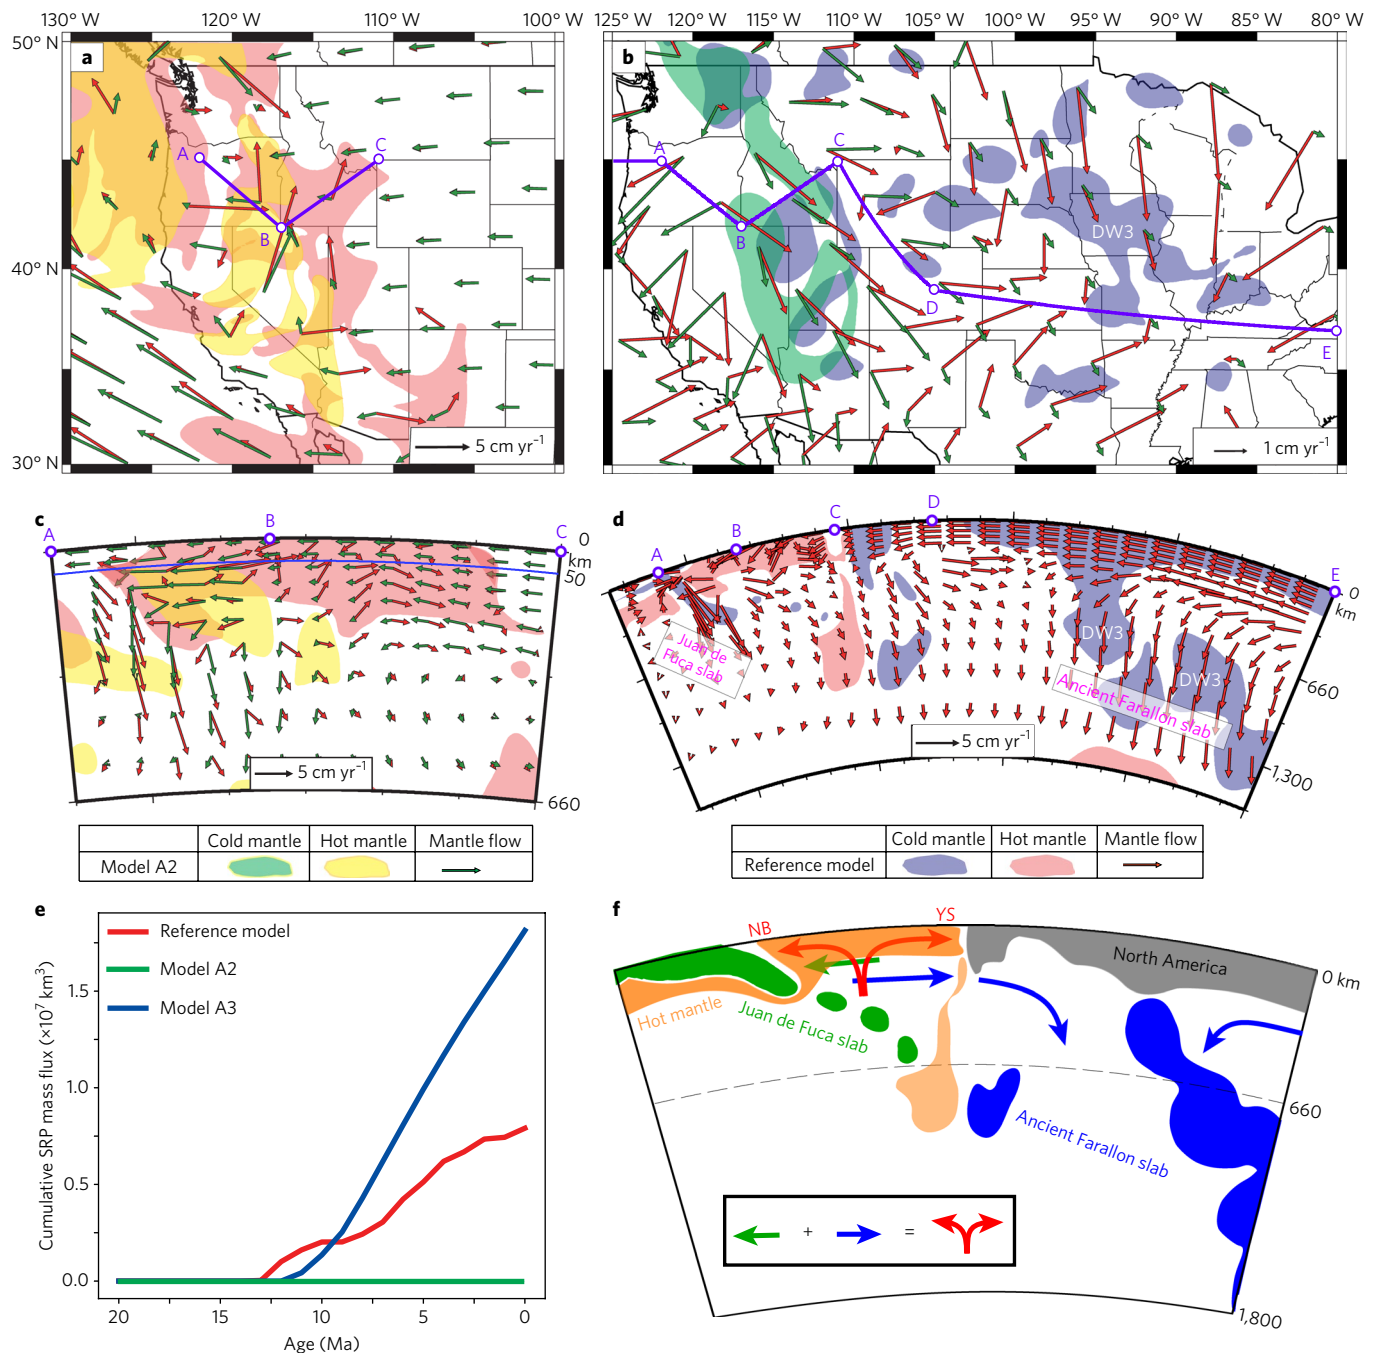 130° W 120° W 110° W 100° W
125° W 120° W 115° W 110° W 105° W 100° W 95° W 90° W 85° W 80° W
50° N
40° N
30° N
a
A
B
C
5 cm yr⁻¹
b
A
B
C
D
E
DW3
1 cm yr⁻¹
c
A
B
C
0
km
50
660
5 cm yr⁻¹
d
A
B
C
D
E
0
km
660
1,300
Juan de
Fuca slab
DW3
DW3
Ancient Farallon slab
5 cm yr⁻¹
Cold mantle Hot mantle Mantle flow
Model A2
Cold mantle Hot mantle Mantle flow
Reference model
e
Reference model
Model A2
Model A3
Cumulative SRP mass flux (×10⁷ km³)
1.5
1.0
0.5
0.0
20 15 10 5 0
Age (Ma)
f
NB
YS
North America
0 km
Hot mantle
Juan de Fuca slab
660
Ancient Farallon slab
+ =
1,800